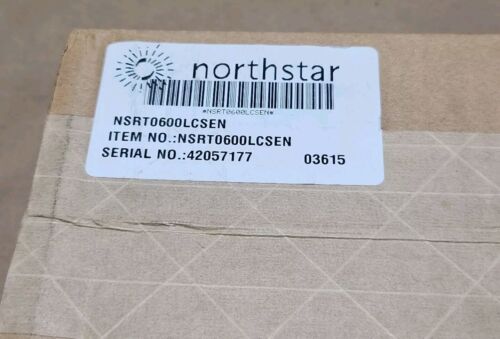 northstar
*NSRT0600LCSEN*
NSRT0600LCSEN
ITEM NO.:NSRT0600LCSEN
SERIAL NO.:42057177 03615